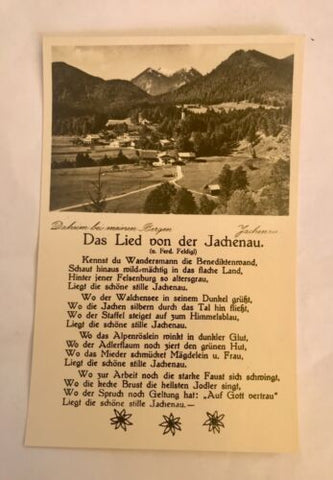 Daheim bei meinen Bergen
Jachenau
Das Lied von der Jachenau.
(v. Ferd. Feldigl)
Kennst du Wandersmann die Benediktenwand,
Schaut hinaus mild-mächtig in das flache Land,
Hinter jener Felsenburg so altersgrau,
Liegt die schöne stille Jachenau.
Wo der Walchensee in seinem Dunkel grüßt,
Wo die Jachen silbern durch das Tal hin fließt,
Wo der Staffel steiget auf zum Himmelsblau,
Liegt die schöne stille Jachenau.
Wo das Alpenröslein winkt in dunkler Glut,
Wo der Adlerflaum noch ziert den grünen Hut,
Wo das Mieder schmücket Mägdelein u. Frau,
Liegt die schöne stille Jachenau.
Wo zur Arbeit noch die starke Faust sich schwingt,
Wo die kecke Brust die hellsten Jodler singt,
Wo der Spruch noch Geltung hat: „Auf Gott vertrau"
Liegt die schöne stille Jachenau.—